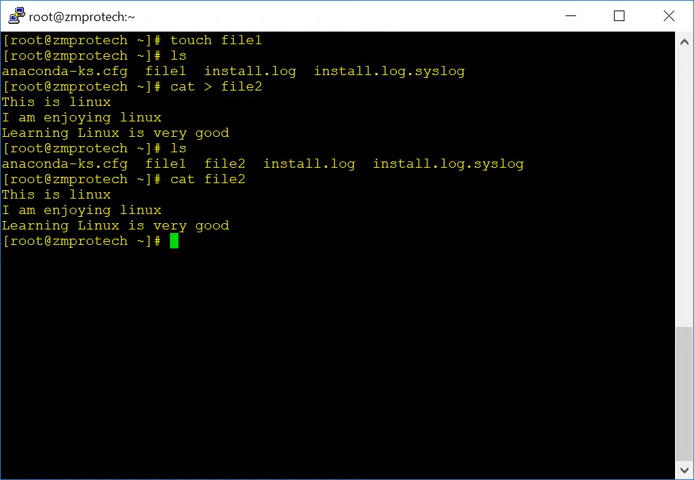 root@zmprotech:~
[root@zmprotech ~]# touch file1
[root@zmprotech ~]# ls
anaconda-ks.cfg  file1  install.log  install.log.syslog
[root@zmprotech ~]# cat > file2
This is linux
I am enjoying linux
Learning Linux is very good
[root@zmprotech ~]# ls
anaconda-ks.cfg  file1  file2  install.log  install.log.syslog
[root@zmprotech ~]# cat file2
This is linux
I am enjoying linux
Learning Linux is very good
[root@zmprotech ~]#